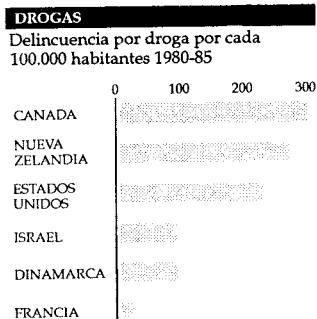 DROGAS
Delincuencia por droga por cada
100.000 habitantes 1980-85
0 100 200 300
CANADA
NUEVA
ZELANDIA
ESTADOS
UNIDOS
ISRAEL
DINAMARCA
FRANCIA